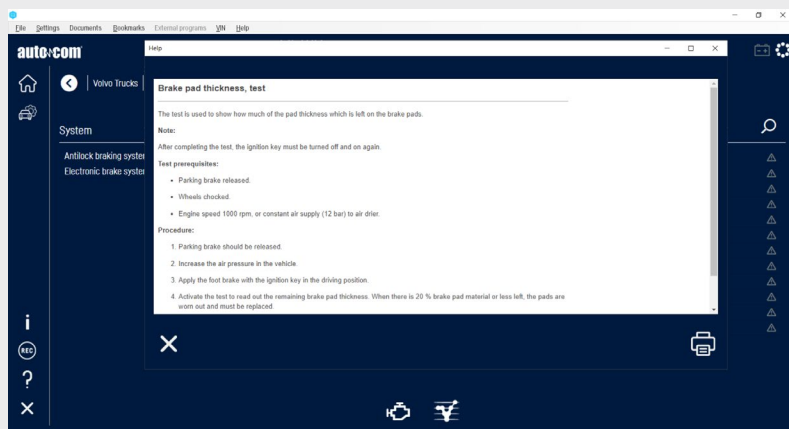 File Settings Documents Bookmarks External programs VIN Help
auto com
Help
Volvo Trucks
Brake pad thickness, test
The test is used to show how much of the pad thickness which is left on the brake pads.
Note:
After completing the test, the ignition key must be turned off and on again.
Test prerequisites:
• Parking brake released.
• Wheels chocked.
• Engine speed 1000 rpm, or constant air supply (12 bar) to air drier.
Procedure:
1. Parking brake should be released.
2. Increase the air pressure in the vehicle.
3. Apply the foot brake with the ignition key in the driving position.
4. Activate the test to read out the remaining brake pad thickness. When there is 20 % brake pad material or less left, the pads are
worn out and must be replaced.
System
Antilock braking syster
Electronic brake syster
i
REC
?